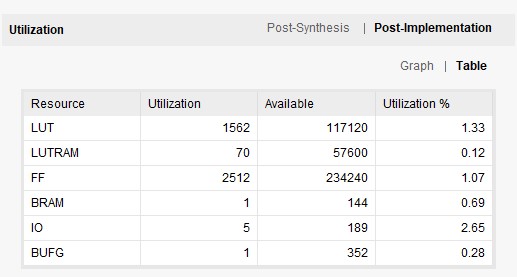 Utilization Post-Synthesis | Post-Implementation
Graph | Table
Resource Utilization Available Utilization %
LUT 1562 117120 1.33
LUTRAM 70 57600 0.12
FF 2512 234240 1.07
BRAM 1 144 0.69
IO 5 189 2.65
BUFG 1 352 0.28